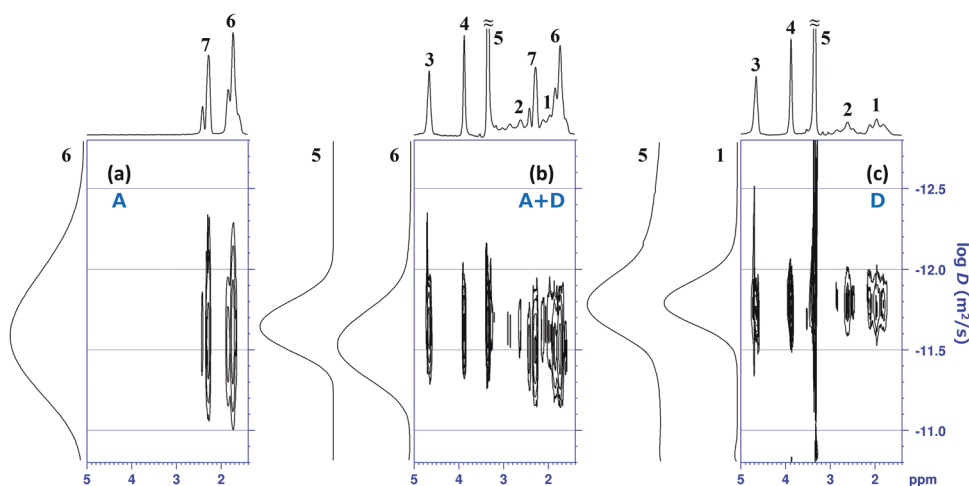 7 6
3 4 ≈ 5 2 7 1 6
3 4 ≈ 5 2 1
6 (a) A
5 6 (b) A+D
5 1 (c) D
-12.5
-12.0
-11.5
-11.0
log D (m²/s)
5 4 3 2
5 4 3 2
5 4 3 2 ppm